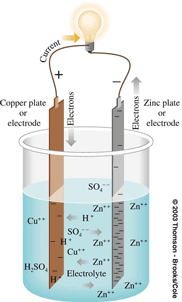 Current
+
−
Copper plate
or
electrode
Electrons
Electrons
Zinc plate
or
electrode
SO₄⁻⁻
Zn⁺⁺
Zn⁺⁺
Cu⁺⁺
H⁺
SO₄⁻⁻
Zn⁺⁺
Zn⁺⁺
H⁺
Cu⁺⁺
Zn⁺⁺
H₂SO₄
H⁺
Electrolyte
Zn⁺⁺
Zn⁺⁺
© 2003 Thomson - Brooks/Cole